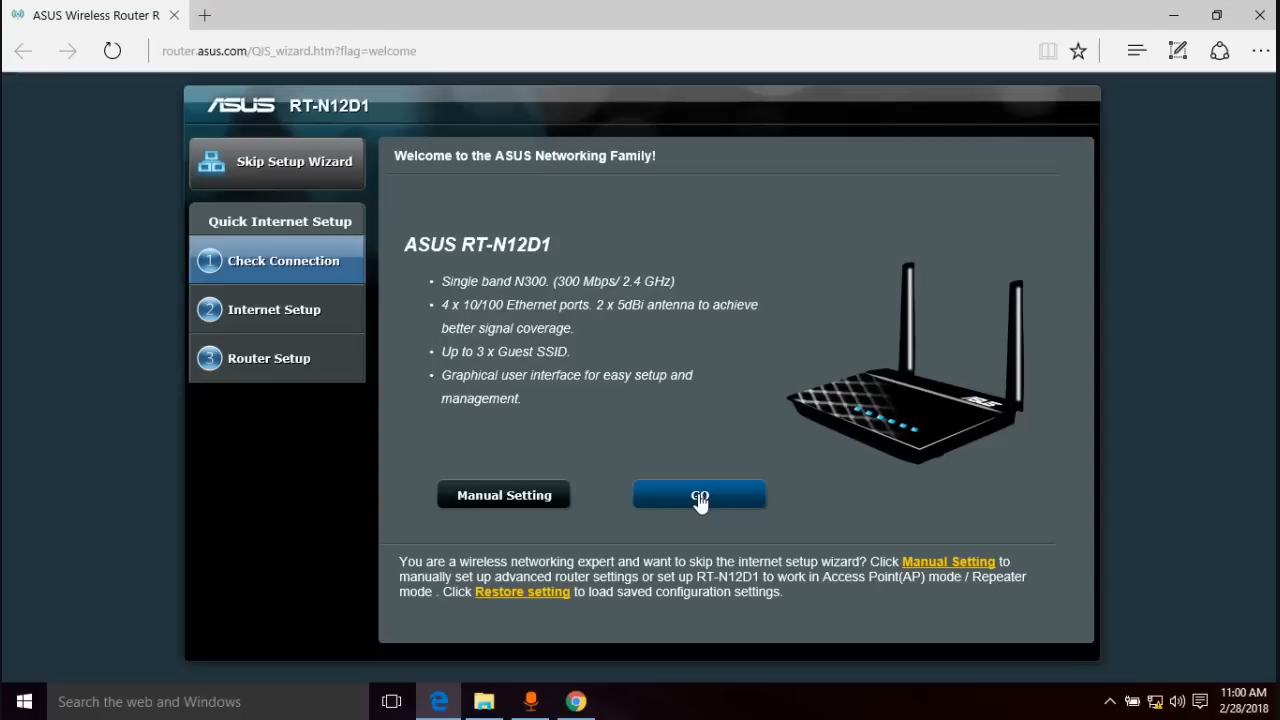 ASUS Wireless Router R
router.asus.com/QIS_wizard.htm?flag=welcome
ASUS RT-N12D1
Skip Setup Wizard
Quick Internet Setup
1 Check Connection
2 Internet Setup
3 Router Setup
Welcome to the ASUS Networking Family!
ASUS RT-N12D1
• Single band N300. (300 Mbps/ 2.4 GHz)
• 4 x 10/100 Ethernet ports. 2 x 5dBi antenna to achieve
better signal coverage.
• Up to 3 x Guest SSID.
• Graphical user interface for easy setup and
management.
ASUS
Manual Setting
GO
You are a wireless networking expert and want to skip the internet setup wizard? Click Manual Setting to
manually set up advanced router settings or set up RT-N12D1 to work in Access Point(AP) mode / Repeater
mode . Click Restore setting to load saved configuration settings.
Search the web and Windows
11:00 AM
2/28/2018